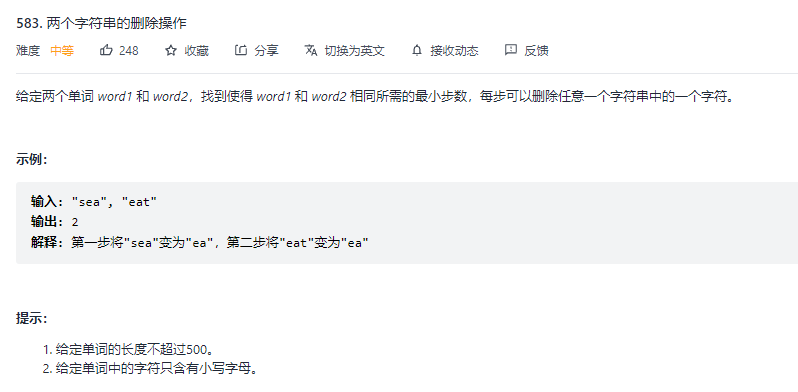 583. 两个字符串的删除操作
难度 中等 248 收藏 分享 切换为英文 接收动态 反馈
给定两个单词 word1 和 word2，找到使得 word1 和 word2 相同所需的最小步数，每步可以删除任意一个字符串中的一个字符。
示例：
输入: "sea", "eat"
输出: 2
解释: 第一步将"sea"变为"ea"，第二步将"eat"变为"ea"
提示：
1. 给定单词的长度不超过500。
2. 给定单词中的字符只含有小写字母。